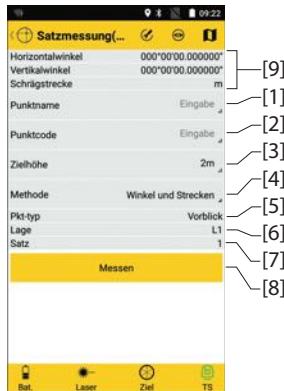 09:22
Satzmessung(...
Horizontalwinkel 000°00'00.000000"
Vertikalwinkel 000°00'00.000000"
Schrägstrecke m
[9]
Punktname Eingabe
[1]
Punktcode Eingabe
[2]
Zielhöhe 2m
[3]
Methode Winkel und Strecken
[4]
Pkt-typ Vorblick
[5]
Lage L1
[6]
Satz 1
[7]
Messen
[8]
Bat. Laser Ziel TS